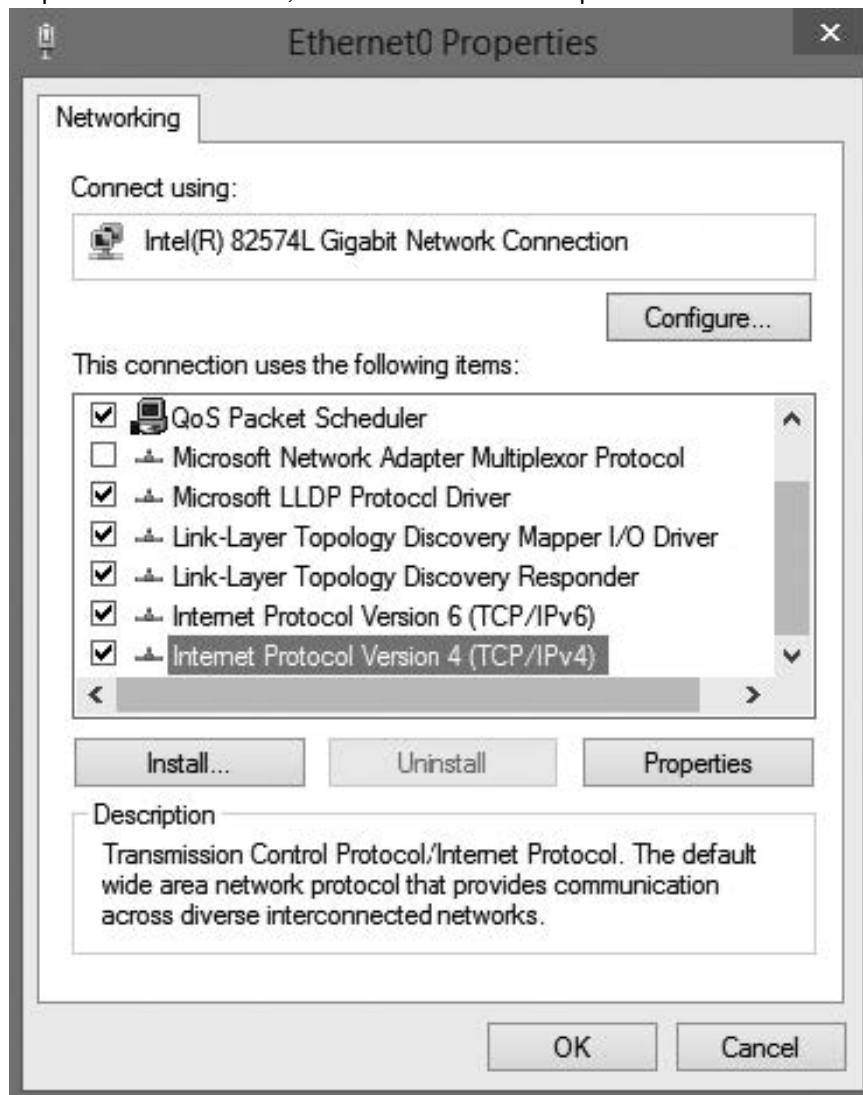 Ethernet0 Properties
Networking
Connect using:
Intel(R) 82574L Gigabit Network Connection
Configure...
This connection uses the following items:
QoS Packet Scheduler
Microsoft Network Adapter Multiplexor Protocol
Microsoft LLDP Protocol Driver
Link-Layer Topology Discovery Mapper I/O Driver
Link-Layer Topology Discovery Responder
Internet Protocol Version 6 (TCP/IPv6)
Internet Protocol Version 4 (TCP/IPv4)
Install...
Uninstall
Properties
Description
Transmission Control Protocol/Internet Protocol. The default
wide area network protocol that provides communication
across diverse interconnected networks.
OK
Cancel